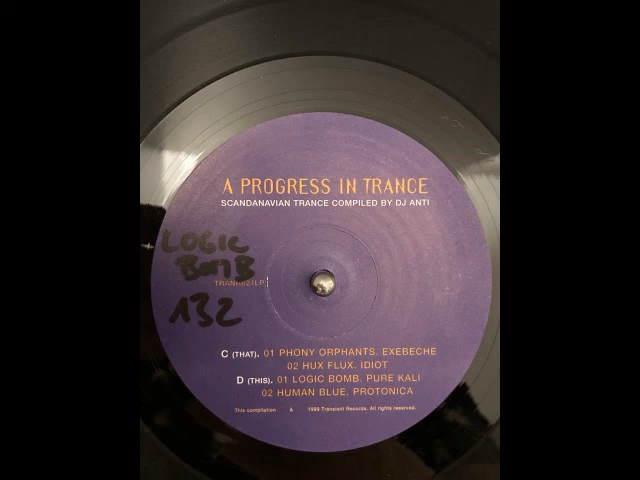 A PROGRESS IN TRANCE
SCANDANAVIAN TRANCE COMPILED BY DJ ANTI
LOGIC
BOMB
132
C (THAT). 01 PHONY ORPHANTS. EXEBECHE
02 HUX FLUX. IDIOT
D (THIS). 01 LOGIC BOMB. PURE KALI
02 HUMAN BLUE. PROTONICA
This compilation A 1999 Transient Records. All rights reserved.